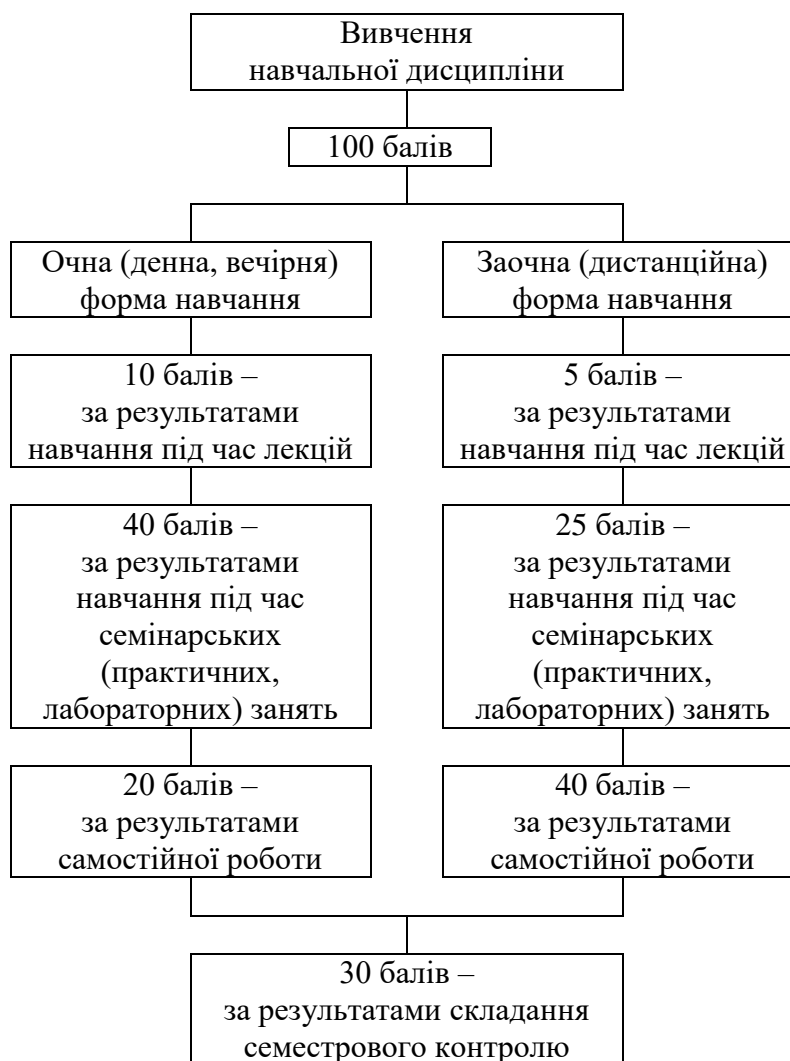 Вивчення
навчальної дисципліни
100 балів
Очна (денна, вечірня)
форма навчання
10 балів –
за результатами
навчання під час лекцій
40 балів –
за результатами
навчання під час
семінарських
(практичних,
лабораторних) занять
20 балів –
за результатами
самостійної роботи
Заочна (дистанційна)
форма навчання
5 балів –
за результатами
навчання під час лекцій
25 балів –
за результатами
навчання під час
семінарських
(практичних,
лабораторних) занять
40 балів –
за результатами
самостійної роботи
30 балів –
за результатами складання
семестрового контролю